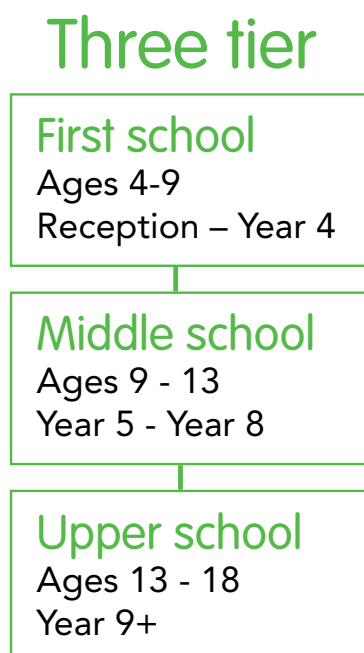 Three tier
First school
Ages 4-9
Reception – Year 4
Middle school
Ages 9 - 13
Year 5 - Year 8
Upper school
Ages 13 - 18
Year 9+